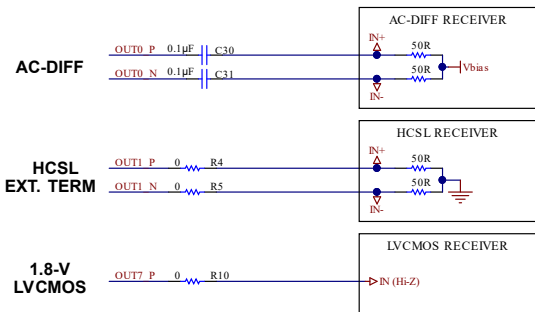 AC-DIFF RECEIVER
IN+
OUT0_P 0.1µF C30 50R
AC-DIFF
Vbias
OUT0_N 0.1µF C31 50R
IN-
HCSL RECEIVER
IN+
OUT1_P 0 R4 50R
HCSL
EXT. TERM
OUT1_N 0 R5 50R
IN-
LVCMOS RECEIVER
1.8-V
LVCMOS
OUT7_P 0 R10 IN (Hi-Z)